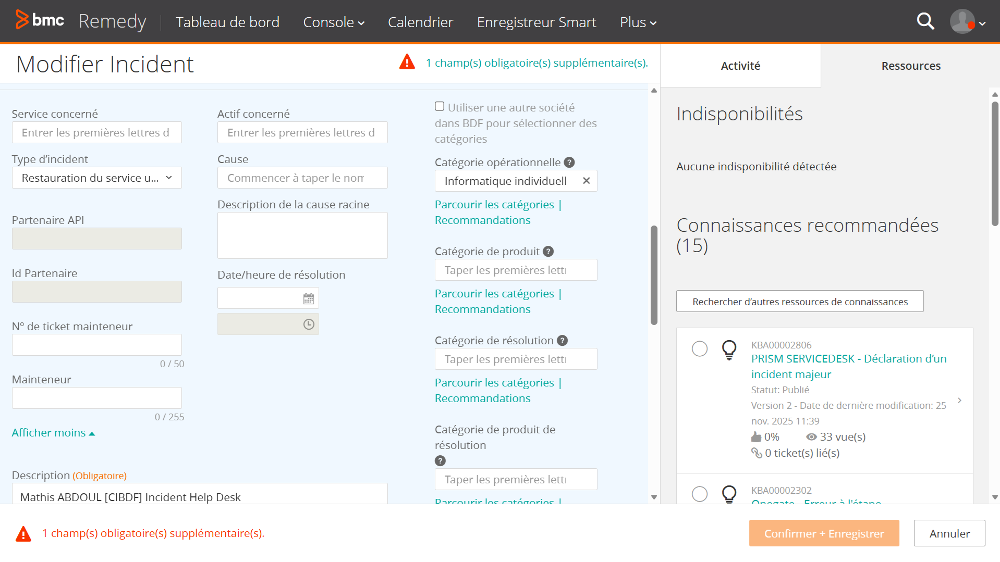 bmc Remedy Tableau de bord Console Calendrier Enregistreur Smart Plus
Modifier Incident
1 champ(s) obligatoire(s) supplémentaire(s).
Service concerné
Entrer les premières lettres d
Type d’incident
Restauration du service u...
Partenaire API
Id Partenaire
Nº de ticket mainteneur
0 / 50
Mainteneur
0 / 255
Afficher moins
Actif concerné
Entrer les premières lettres d
Cause
Commencer à taper le nom
Description de la cause racine
Date/heure de résolution
Utiliser une autre société
dans BDF pour sélectionner des
catégories
Catégorie opérationnelle ?
Informatique individuell
Parcourir les catégories |
Recommandations
Catégorie de produit ?
Taper les premières lettr
Parcourir les catégories |
Recommandations
Catégorie de résolution ?
Taper les premières lettr
Parcourir les catégories |
Recommandations
Catégorie de produit de
résolution
?
Taper les premières lettr
Parcourir les catégories |
Description (Obligatoire)
Mathis ABDOUL [CIBDF] Incident Help Desk
Activité
Ressources
Indisponibilités
Aucune indisponibilité détectée
Connaissances recommandées
(15)
Rechercher d’autres ressources de connaissances
KBA00002806
PRISM SERVICEDESK - Déclaration d’un
incident majeur
Statut: Publié
Version 2 - Date de dernière modification: 25
nov. 2025 11:39
0% 33 vue(s)
0 ticket(s) lié(s)
KBA00002302
Onegate - Erreur à l'étape
1 champ(s) obligatoire(s) supplémentaire(s).
Confirmer + Enregistrer
Annuler